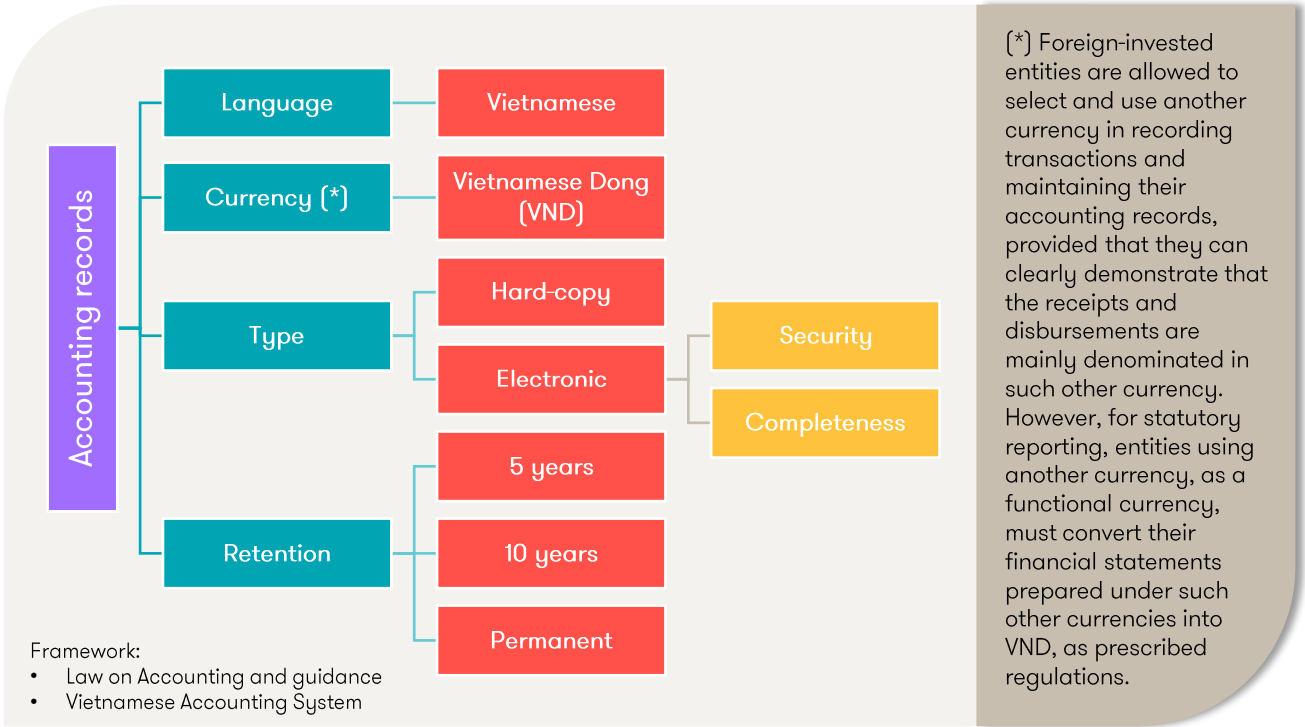 Accounting records
Language
Vietnamese
Currency (*)
Vietnamese Dong
(VND)
Type
Hard-copy
Electronic
Security
Completeness
Retention
5 years
10 years
Permanent
Framework:
• Law on Accounting and guidance
• Vietnamese Accounting System
(*) Foreign-invested
entities are allowed to
select and use another
currency in recording
transactions and
maintaining their
accounting records,
provided that they can
clearly demonstrate that
the receipts and
disbursements are
mainly denominated in
such other currency.
However, for statutory
reporting, entities using
another currency, as a
functional currency,
must convert their
financial statements
prepared under such
other currencies into
VND, as prescribed
regulations.